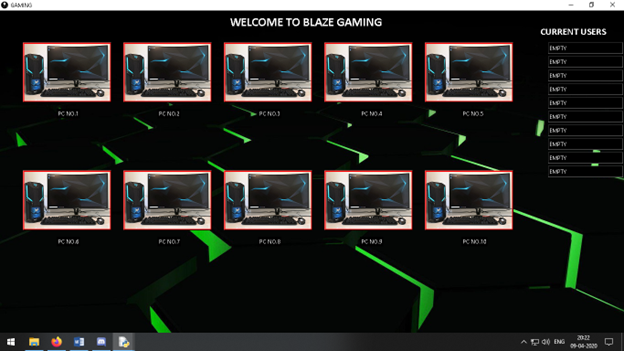 GAMING
WELCOME TO BLAZE GAMING
CURRENT USERS
EMPTY
EMPTY
EMPTY
EMPTY
EMPTY
EMPTY
EMPTY
EMPTY
EMPTY
EMPTY
PC NO.1 PC NO.2 PC NO.3 PC NO.4 PC NO.5
PC NO.6 PC NO.7 PC NO.8 PC NO.9 PC NO.10
ENG
20:22
09-04-2020